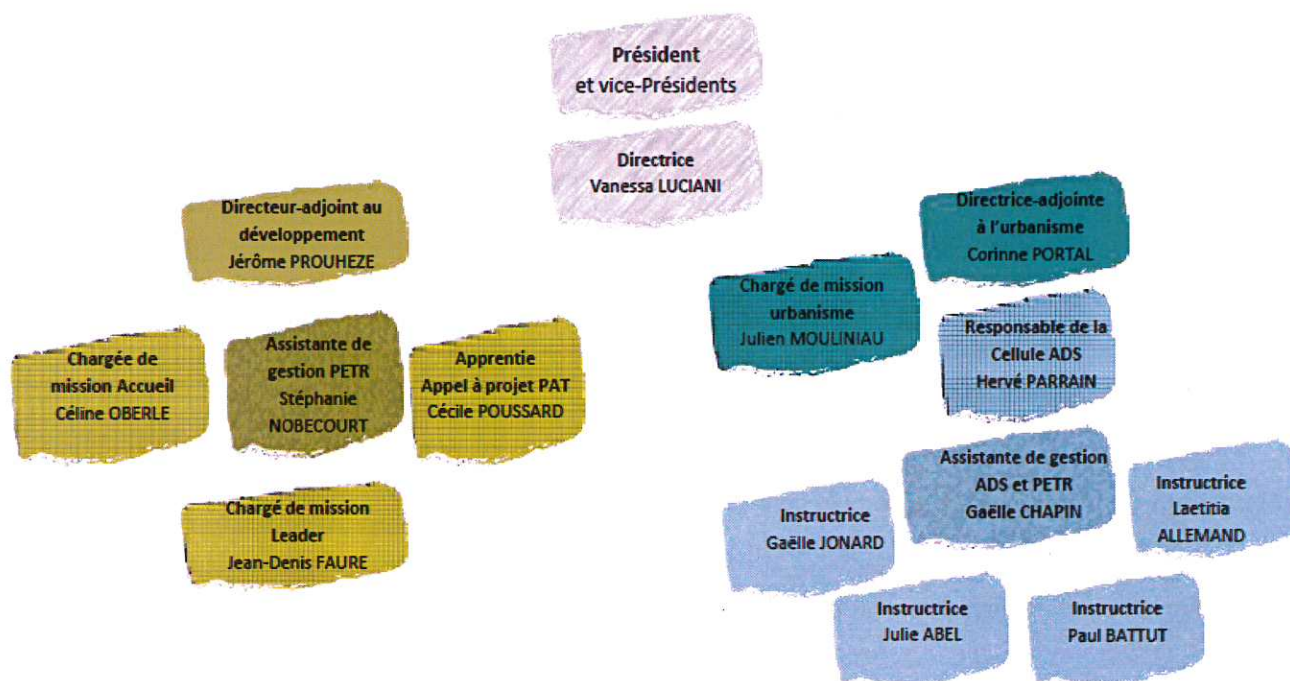 Président
et vice-Présidents
Directrice
Vanessa LUCIANI
Directeur-adjoint au
développement
Jérôme PROUHEZE
Directrice-adjointe
à l'urbanisme
Corinne PORTAL
Chargé de mission
urbanisme
Julien MOULINIAU
Responsable de la
Cellule ADS
Hervé PARRAIN
Chargée de
mission Accueil
Céline OBERLE
Assistante de
gestion PETR
Stéphanie
NOBECOURT
Apprentie
Appel à projet PAT
Cécile POUSSARD
Chargé de mission
Leader
Jean-Denis FAURE
Assistante de gestion
ADS et PETR
Gaëlle CHAPIN
Instructrice
Gaëlle JONARD
Instructrice
Laetitia
ALLEMAND
Instructrice
Julie ABEL
Instructrice
Paul BATTUT